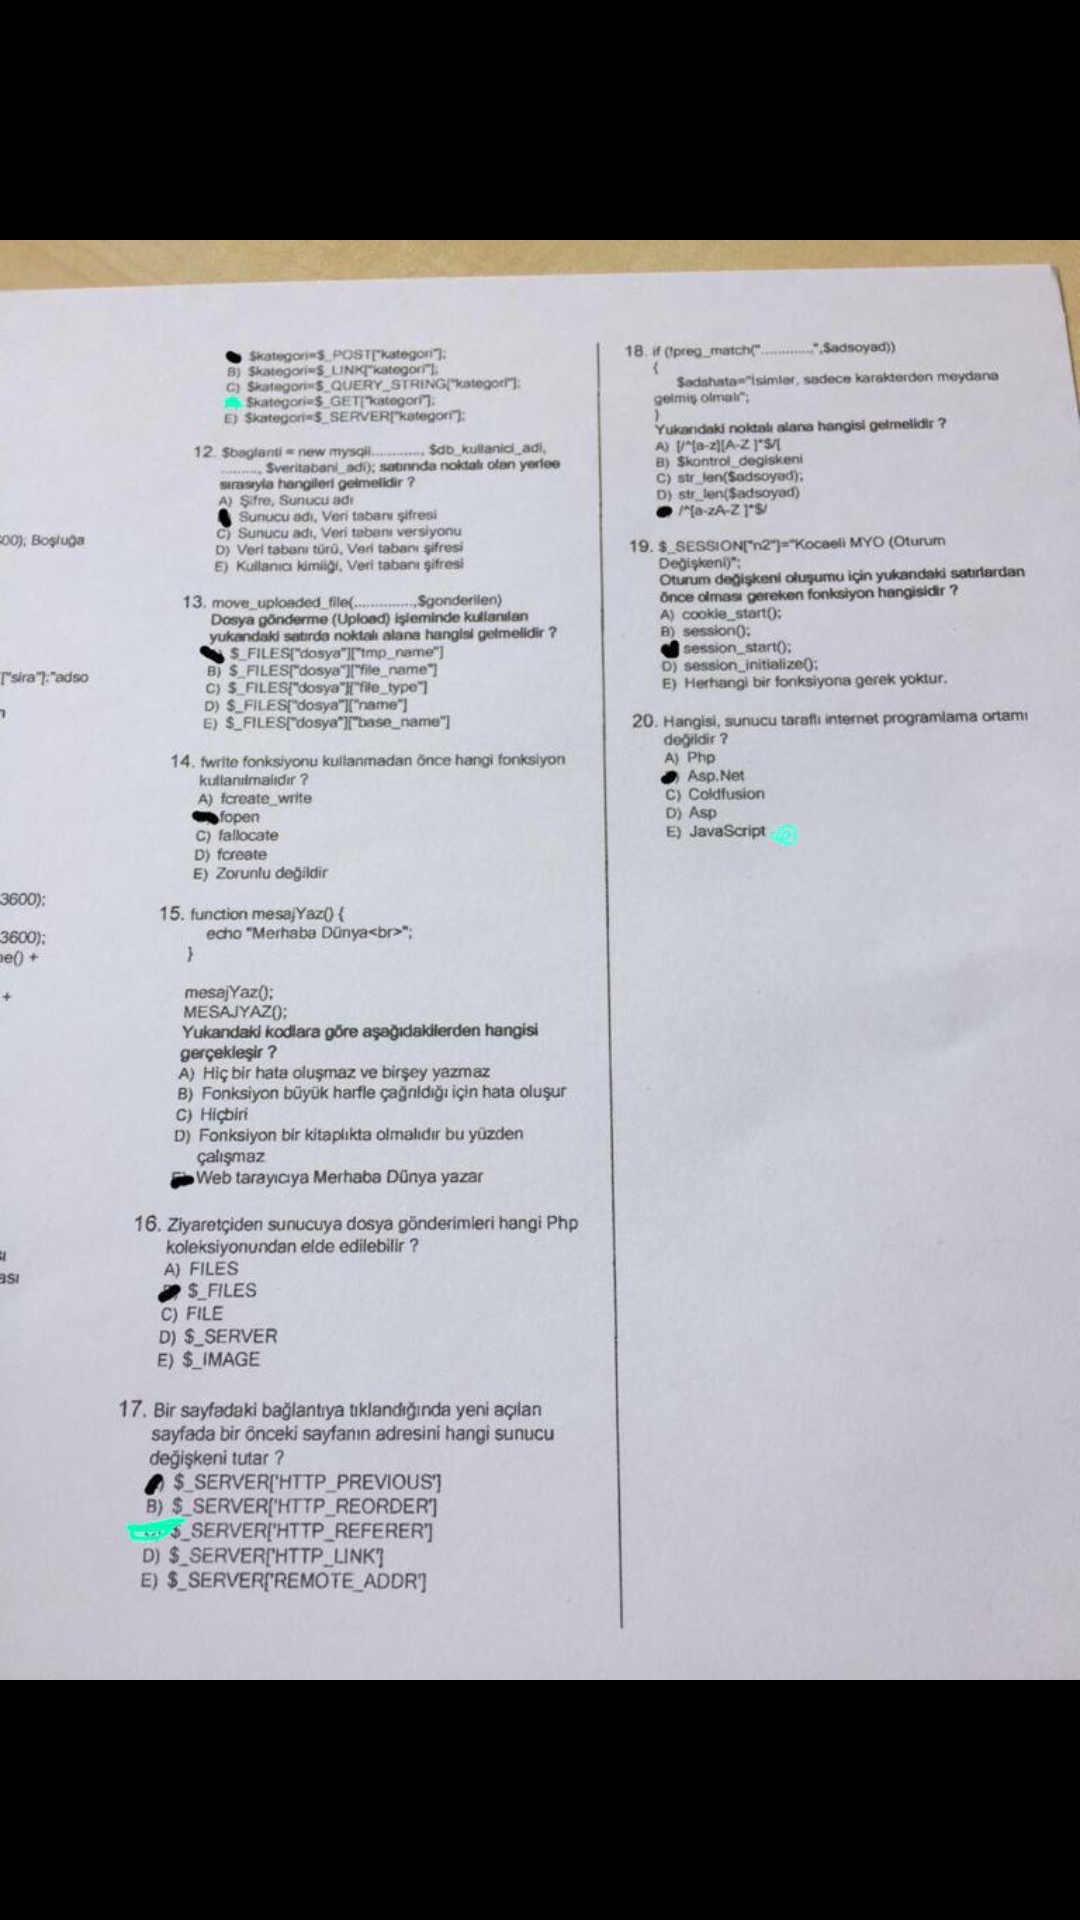 00); Boşluğa
["sira"]:"adso
3600);
3600);
me() +
+
ası
$kategori=$_POST["kategori"];
B) $kategori=$_LINK["kategori"];
C) $kategori=$_QUERY_STRING["kategori"];
$kategori=$_GET["kategori"];
E) $kategori=$_SERVER["kategori"];
12. $baglanti = new mysqli............., $db_kullanici_adi,
........., $veritabani_adi); satırında noktalı olan yerlee
sırasıyla hangileri gelmelidir ?
A) Şifre, Sunucu adı
Sunucu adı, Veri tabanı şifresi
C) Sunucu adı, Veri tabanı versiyonu
D) Veri tabanı türü, Veri tabanı şifresi
E) Kullanıcı kimliği, Veri tabanı şifresi
13. move_uploaded_file(..............,$gonderilen)
Dosya gönderme (Upload) işleminde kullanılan
yukarıdaki satırda noktalı alana hangisi gelmelidir ?
$_FILES["dosya"]["tmp_name"]
B) $_FILES["dosya"]["file_name"]
C) $_FILES["dosya"]["file_type"]
D) $_FILES["dosya"]["name"]
E) $_FILES["dosya"]["base_name"]
14. fwrite fonksiyonu kullanmadan önce hangi fonksiyon
kullanılmalıdır ?
A) fcreate_write
fopen
C) fallocate
D) fcreate
E) Zorunlu değildir
15. function mesajYaz() {
echo "Merhaba Dünya<br>";
}
mesajYaz();
MESAJYAZ();
Yukarıdaki kodlara göre aşağıdakilerden hangisi
gerçekleşir ?
A) Hiç bir hata oluşmaz ve birşey yazmaz
B) Fonksiyon büyük harfle çağrıldığı için hata oluşur
C) Hiçbiri
D) Fonksiyon bir kitaplıkta olmalıdır bu yüzden
çalışmaz
Web tarayıcıya Merhaba Dünya yazar
16. Ziyaretçiden sunucuya dosya gönderimleri hangi Php
koleksiyonundan elde edilebilir ?
A) FILES
$_FILES
C) FILE
D) $_SERVER
E) $_IMAGE
17. Bir sayfadaki bağlantıya tıklandığında yeni açılan
sayfada bir önceki sayfanın adresini hangi sunucu
değişkeni tutar ?
$_SERVER['HTTP_PREVIOUS']
B) $_SERVER['HTTP_REORDER']
$_SERVER['HTTP_REFERER']
D) $_SERVER['HTTP_LINK']
E) $_SERVER['REMOTE_ADDR']
18. if (!preg_match(".............",$adsoyad))
{
$adshata="İsimler, sadece karakterden meydana
gelmiş olmalı";
}
Yukarıdaki noktalı alana hangisi gelmelidir ?
A) [/^[a-z][A-Z ]*$/[
B) $kontrol_degiskeni
C) str_len($adsoyad);
D) str_len($adsoyad)
/^[a-zA-Z ]*$/
19. $_SESSION["n2"]="Kocaeli MYO (Oturum
Değişkeni)";
Oturum değişkeni oluşumu için yukarıdaki satırlardan
önce olması gereken fonksiyon hangisidir ?
A) cookie_start();
B) session();
session_start();
D) session_initialize();
E) Herhangi bir fonksiyona gerek yoktur.
20. Hangisi, sunucu taraflı internet programlama ortamı
değildir ?
A) Php
Asp.Net
C) Coldfusion
D) Asp
E) JavaScript